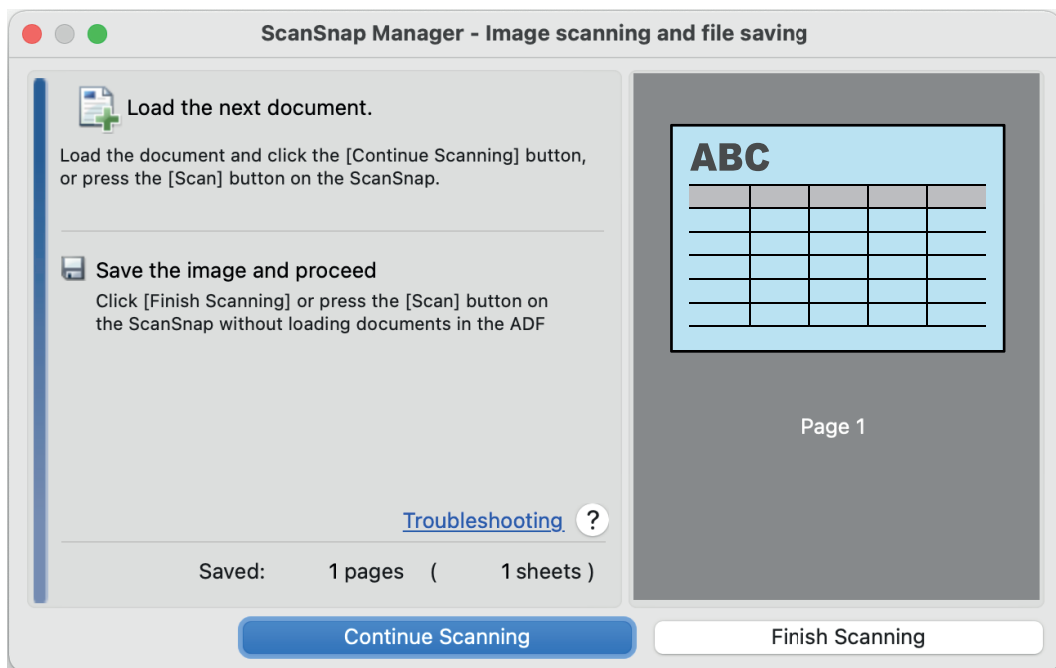 ScanSnap Manager - Image scanning and file saving
Load the next document.
Load the document and click the [Continue Scanning] button,
or press the [Scan] button on the ScanSnap.
Save the image and proceed
Click [Finish Scanning] or press the [Scan] button on
the ScanSnap without loading documents in the ADF
Troubleshooting ?
Saved: 1 pages ( 1 sheets )
ABC
Page 1
Continue Scanning
Finish Scanning